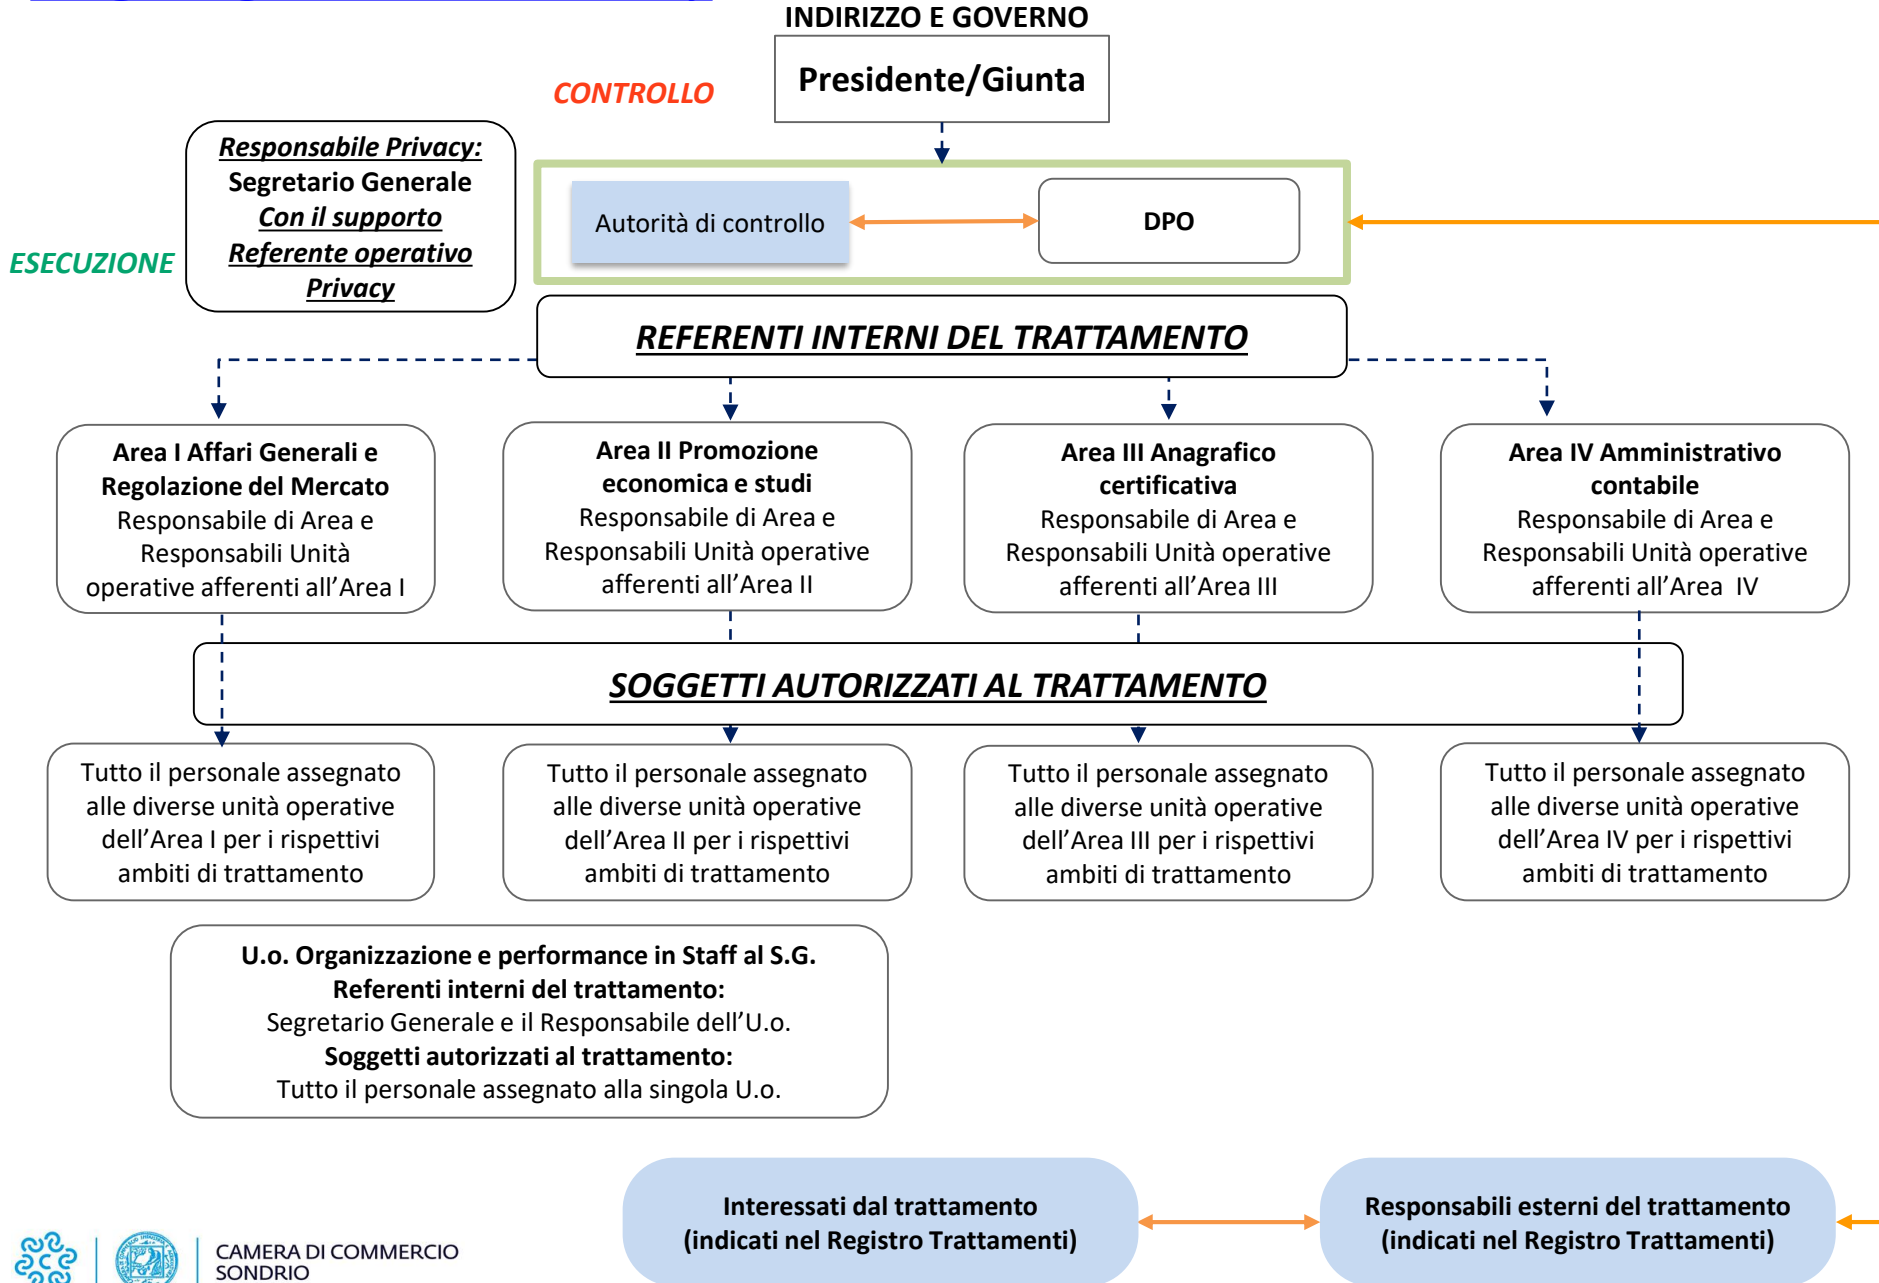 INDIRIZZO E GOVERNO
Presidente/Giunta
CONTROLLO
Responsabile Privacy:
Segretario Generale
Con il supporto
Referente operativo
Privacy
ESECUZIONE
Autorità di controllo
DPO
REFERENTI INTERNI DEL TRATTAMENTO
Area I Affari Generali e
Regolazione del Mercato
Responsabile di Area e
Responsabili Unità
operative afferenti all’Area I
Area II Promozione
economica e studi
Responsabile di Area e
Responsabili Unità operative
afferenti all’Area II
Area III Anagrafico
certificativa
Responsabile di Area e
Responsabili Unità operative
afferenti all’Area III
Area IV Amministrativo
contabile
Responsabile di Area e
Responsabili Unità operative
afferenti all’Area IV
SOGGETTI AUTORIZZATI AL TRATTAMENTO
Tutto il personale assegnato
alle diverse unità operative
dell’Area I per i rispettivi
ambiti di trattamento
Tutto il personale assegnato
alle diverse unità operative
dell’Area II per i rispettivi
ambiti di trattamento
Tutto il personale assegnato
alle diverse unità operative
dell’Area III per i rispettivi
ambiti di trattamento
Tutto il personale assegnato
alle diverse unità operative
dell’Area IV per i rispettivi
ambiti di trattamento
U.o. Organizzazione e performance in Staff al S.G.
Referenti interni del trattamento:
Segretario Generale e il Responsabile dell’U.o.
Soggetti autorizzati al trattamento:
Tutto il personale assegnato alla singola U.o.
Interessati dal trattamento
(indicati nel Registro Trattamenti)
Responsabili esterni del trattamento
(indicati nel Registro Trattamenti)
CAMERA DI COMMERCIO
SONDRIO